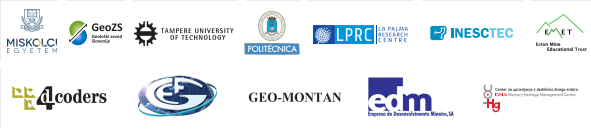 MISKOLCI
EGYETEM
GeoZS
Geološki zavod
Slovenije
TAMPERE UNIVERSITY
OF TECHNOLOGY
POLITÉCNICA
LPRC
LA PALMA
RESEARCH
CENTRE
INESCTEC
EMET
Ecton Mine
Educational Trust
4coders
EFG
GEO-MONTAN
edm
Empresa de Desenvolvimento Mineiro, SA
Center za upravljanje z dediščino živega srebra
Idrija Mercury Heritage Management Centre
Hg